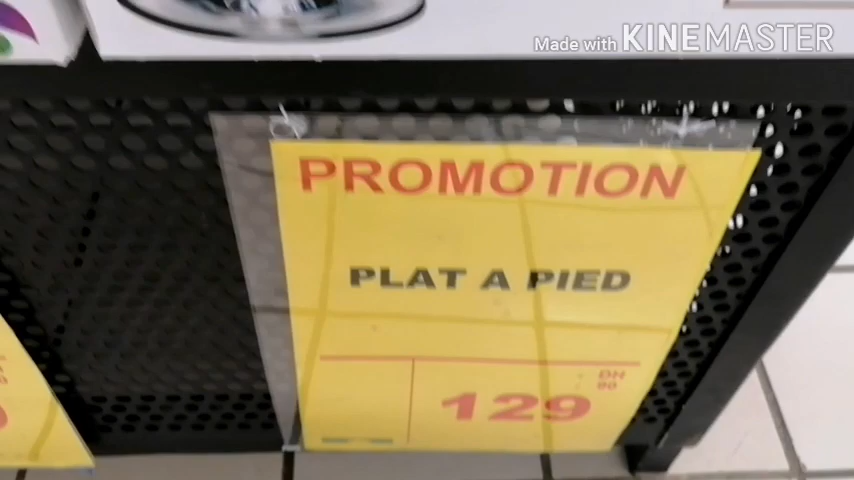 Made with KINEMASTER
PROMOTION
PLAT A PIED
DH
129